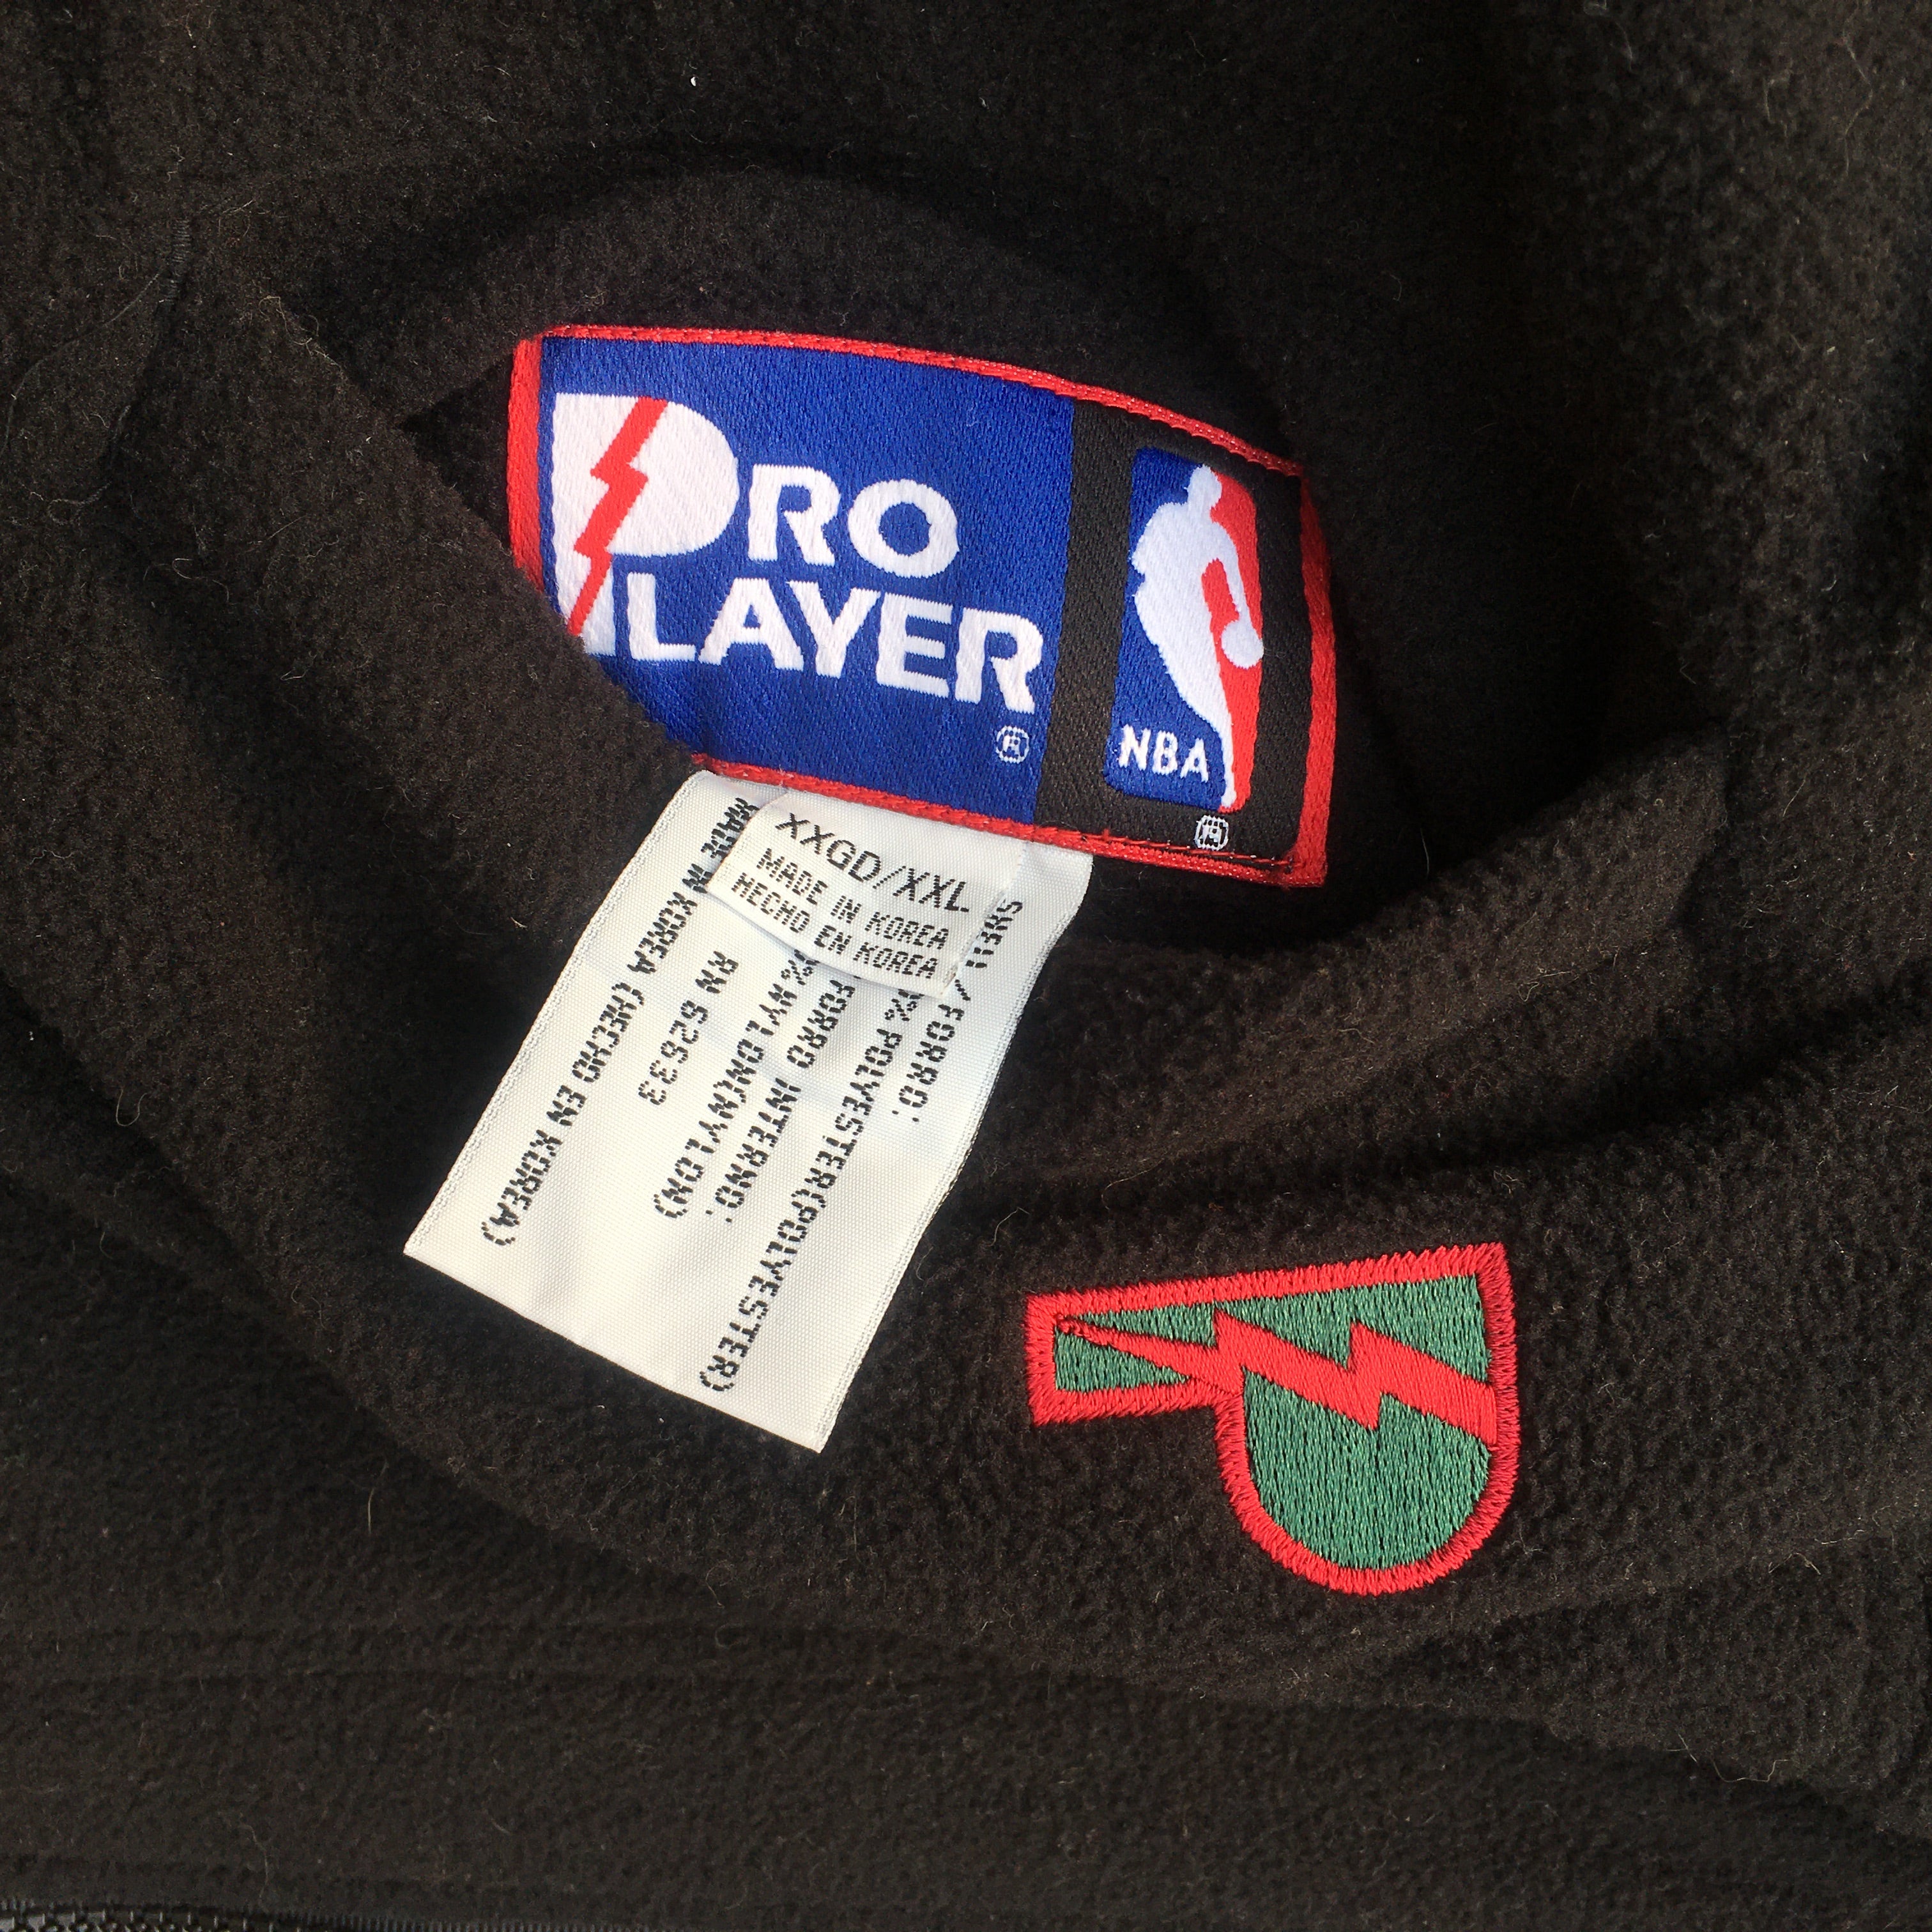 PRO
PLAYER
®
NBA
®
XXGD/XXL
MADE IN KOREA
HECHO EN KOREA
SHELL/FORRO:
% POLYESTER(POLYESTER)
FORRO INTERNO:
% NYLON(NYLON)
RN 62633
MADE IN KOREA (HECHO EN KOREA)